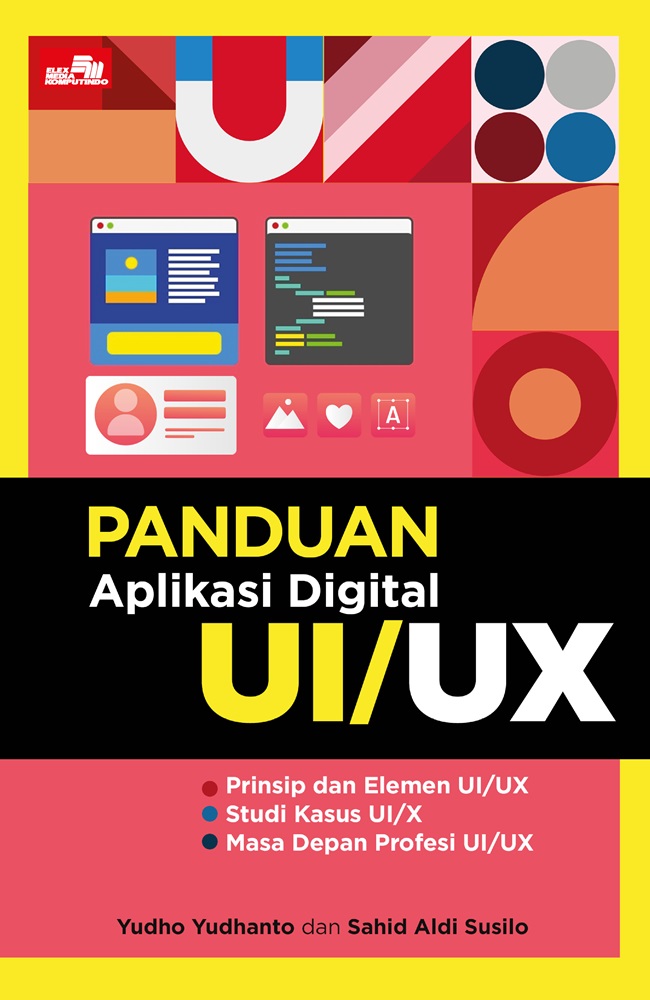 ELEX
MEDIA
KOMPUTINDO
A
PANDUAN
Aplikasi Digital
UI/UX
Prinsip dan Elemen UI/UX
Studi Kasus UI/X
Masa Depan Profesi UI/UX
Yudho Yudhanto dan Sahid Aldi Susilo